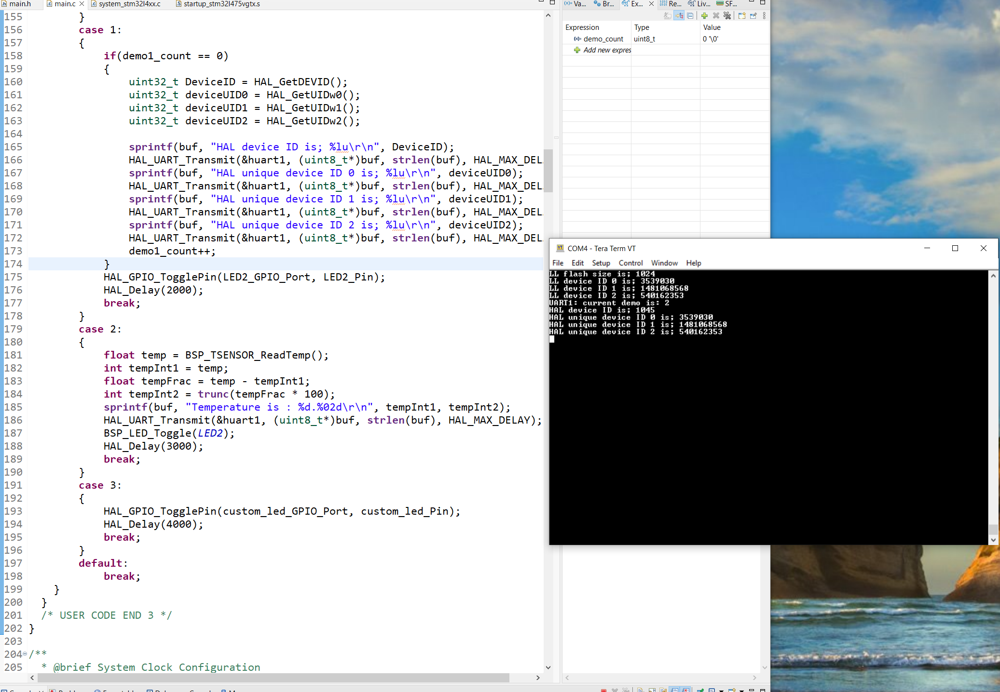 main.h main.c system_stm32l4xx.c startup_stm32l475vgtx.s
155 }
156 case 1:
157 {
158 if(demo1_count == 0)
159 {
160 uint32_t DeviceID = HAL_GetDEVID();
161 uint32_t deviceUID0 = HAL_GetUIDw0();
162 uint32_t deviceUID1 = HAL_GetUIDw1();
163 uint32_t deviceUID2 = HAL_GetUIDw2();
164
165 sprintf(buf, "HAL device ID is; %lu\r\n", DeviceID);
166 HAL_UART_Transmit(&huart1, (uint8_t*)buf, strlen(buf), HAL_MAX_DEL
167 sprintf(buf, "HAL unique device ID 0 is; %lu\r\n", deviceUID0);
168 HAL_UART_Transmit(&huart1, (uint8_t*)buf, strlen(buf), HAL_MAX_DEL
169 sprintf(buf, "HAL unique device ID 1 is; %lu\r\n", deviceUID1);
170 HAL_UART_Transmit(&huart1, (uint8_t*)buf, strlen(buf), HAL_MAX_DEL
171 sprintf(buf, "HAL unique device ID 2 is; %lu\r\n", deviceUID2);
172 HAL_UART_Transmit(&huart1, (uint8_t*)buf, strlen(buf), HAL_MAX_DEL
173 demo1_count++;
174 }
175 HAL_GPIO_TogglePin(LED2_GPIO_Port, LED2_Pin);
176 HAL_Delay(2000);
177 break;
178 }
179 case 2:
180 {
181 float temp = BSP_TSENSOR_ReadTemp();
182 int tempInt1 = temp;
183 float tempFrac = temp - tempInt1;
184 int tempInt2 = trunc(tempFrac * 100);
185 sprintf(buf, "Temperature is : %d.%02d\r\n", tempInt1, tempInt2);
186 HAL_UART_Transmit(&huart1, (uint8_t*)buf, strlen(buf), HAL_MAX_DELAY);
187 BSP_LED_Toggle(LED2);
188 HAL_Delay(3000);
189 break;
190 }
191 case 3:
192 {
193 HAL_GPIO_TogglePin(custom_led_GPIO_Port, custom_led_Pin);
194 HAL_Delay(4000);
195 break;
196 }
197 default:
198 break;
199 }
200 }
201 /* USER CODE END 3 */
202 }
203
204 /**
205 * @brief System Clock Configuration
Va... Br... Ex... Re... Liv... SF...
Expression Type Value
demo_count uint8_t 0 '\0'
Add new expres
COM4 - Tera Term VT
File Edit Setup Control Window Help
LL flash size is; 1024
LL device ID 0 is; 3539030
LL device ID 1 is; 1481068568
LL device ID 2 is; 540162353
UART1: current demo is: 2
HAL device ID is; 1045
HAL unique device ID 0 is; 3539030
HAL unique device ID 1 is; 1481068568
HAL unique device ID 2 is; 540162353